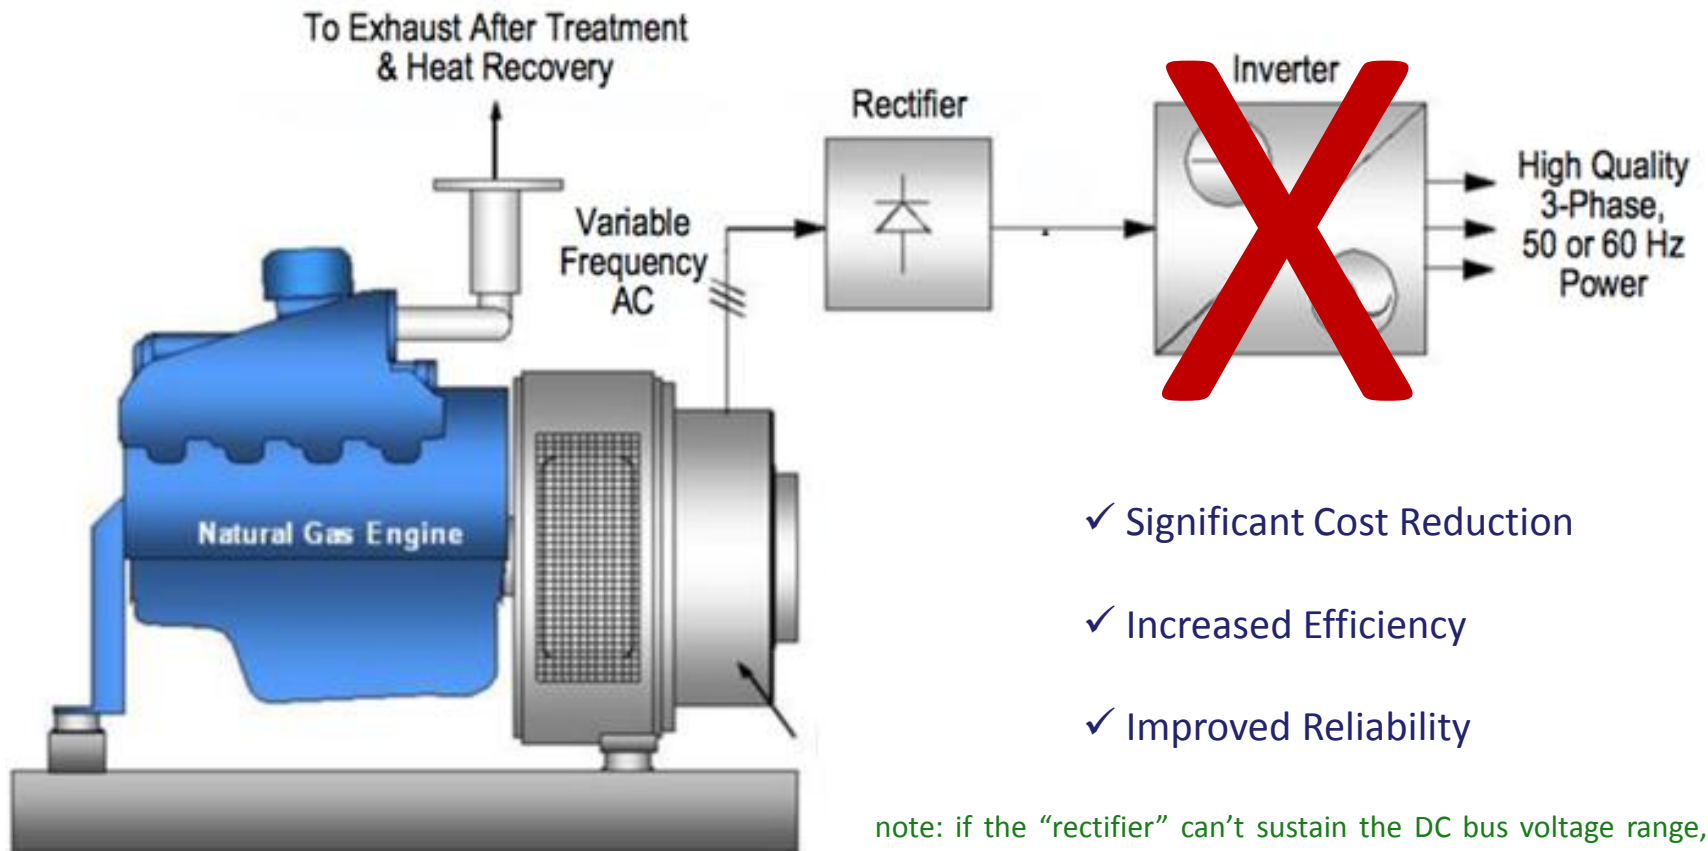 To Exhaust After Treatment
& Heat Recovery
Inverter
Rectifier
High Quality
3-Phase,
50 or 60 Hz
Power
Variable
Frequency
AC
Natural Gas Engine
✓ Significant Cost Reduction
✓ Increased Efficiency
✓ Improved Reliability
note: if the “rectifier” can’t sustain the DC bus voltage range,